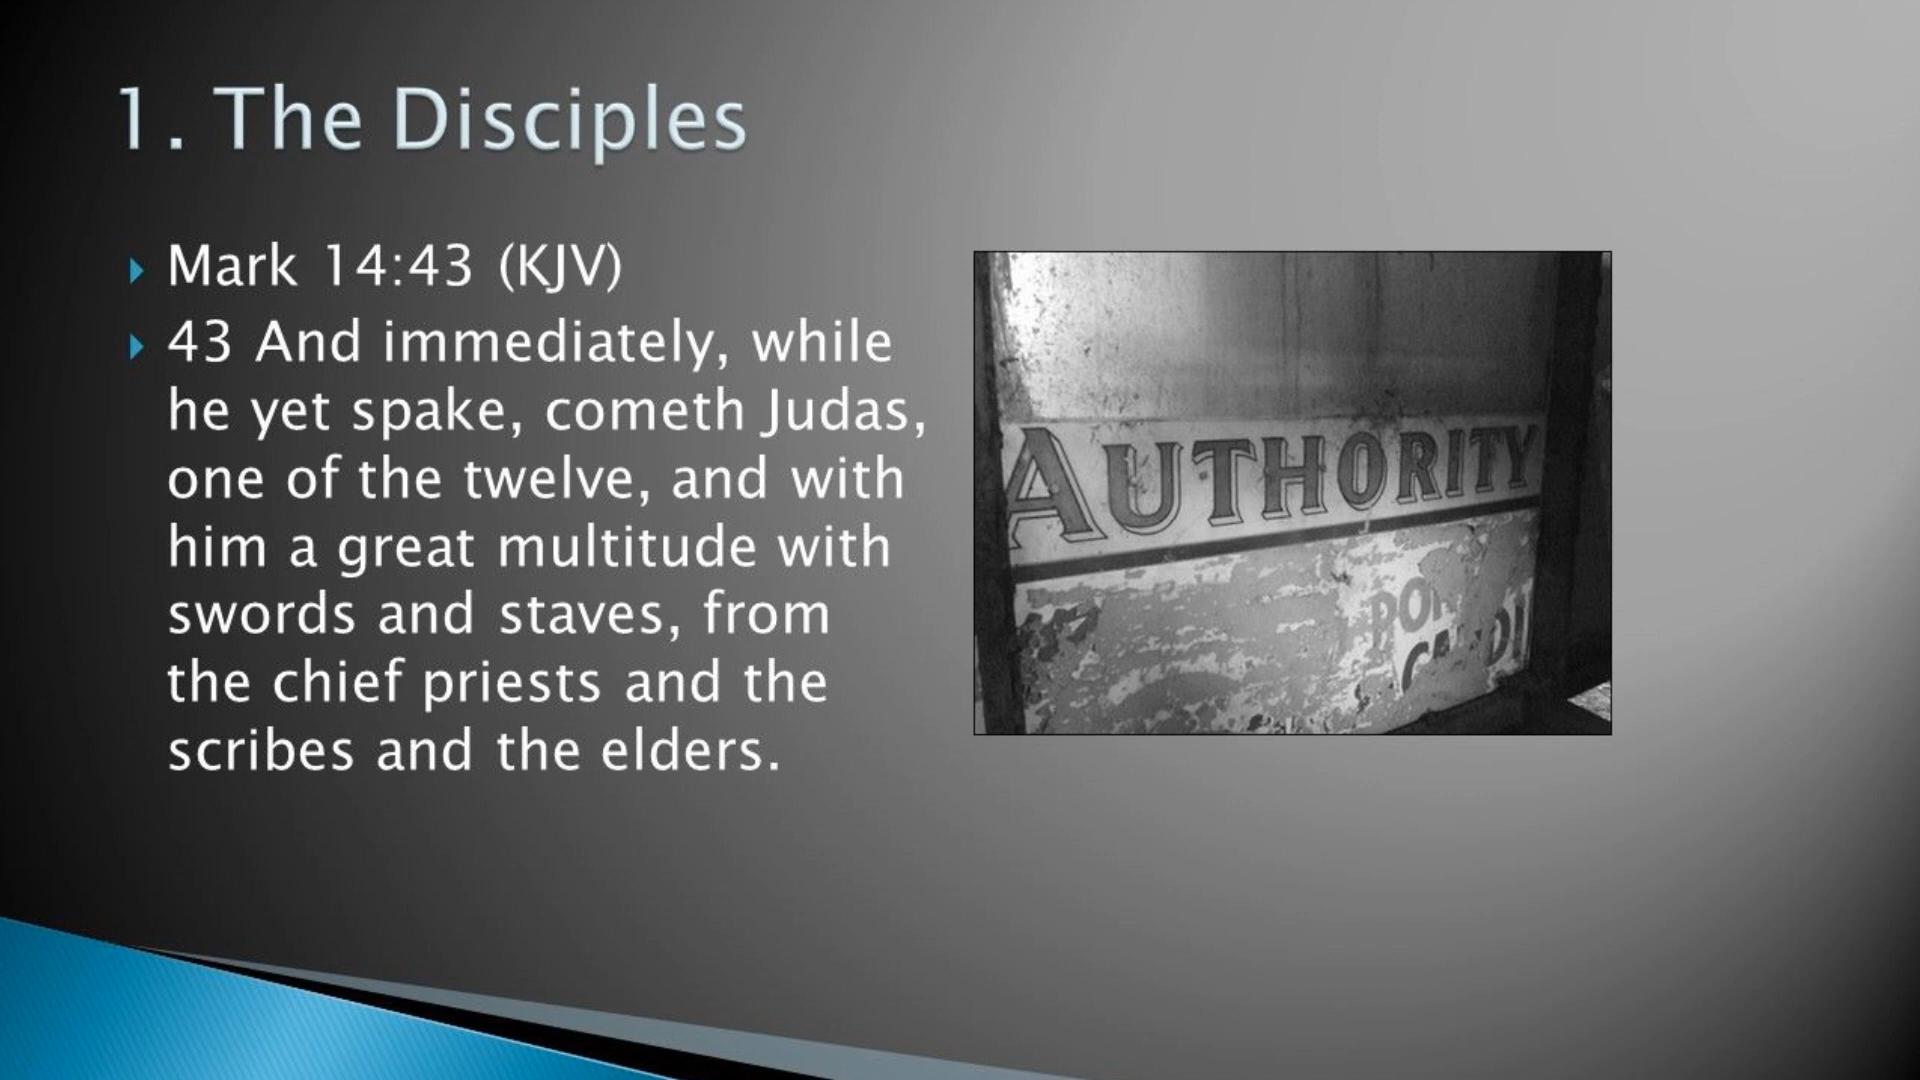 1. The Disciples
Mark 14:43 (KJV)
43 And immediately, while
he yet spake, cometh Judas,
one of the twelve, and with
him a great multitude with
swords and staves, from
the chief priests and the
scribes and the elders.
AUTHORITY